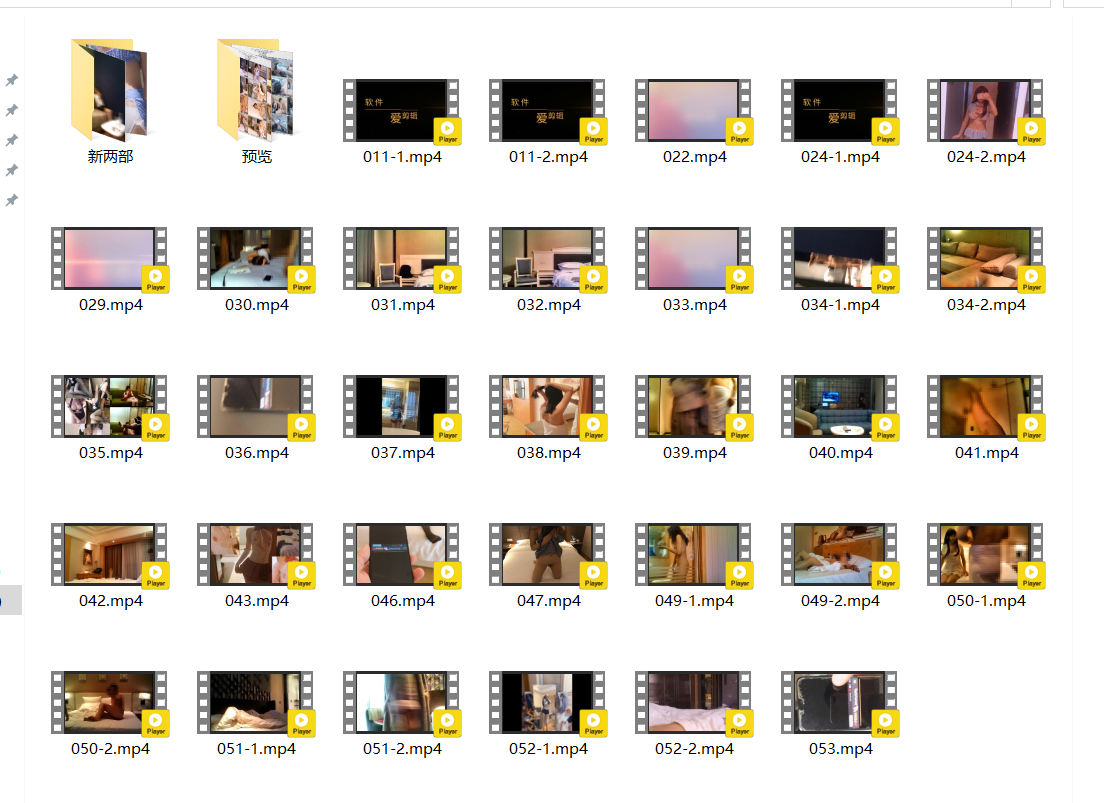 新两部
预览
软件
爱剪辑
Player
011-1.mp4
软件
爱剪辑
Player
011-2.mp4
Player
022.mp4
软件
爱剪辑
Player
024-1.mp4
Player
024-2.mp4
Player
029.mp4
Player
030.mp4
Player
031.mp4
Player
032.mp4
Player
033.mp4
Player
034-1.mp4
Player
034-2.mp4
Player
035.mp4
Player
036.mp4
Player
037.mp4
Player
038.mp4
Player
039.mp4
Player
040.mp4
Player
041.mp4
Player
042.mp4
Player
043.mp4
Player
046.mp4
Player
047.mp4
Player
049-1.mp4
Player
049-2.mp4
Player
050-1.mp4
Player
050-2.mp4
Player
051-1.mp4
Player
051-2.mp4
Player
052-1.mp4
Player
052-2.mp4
Player
053.mp4